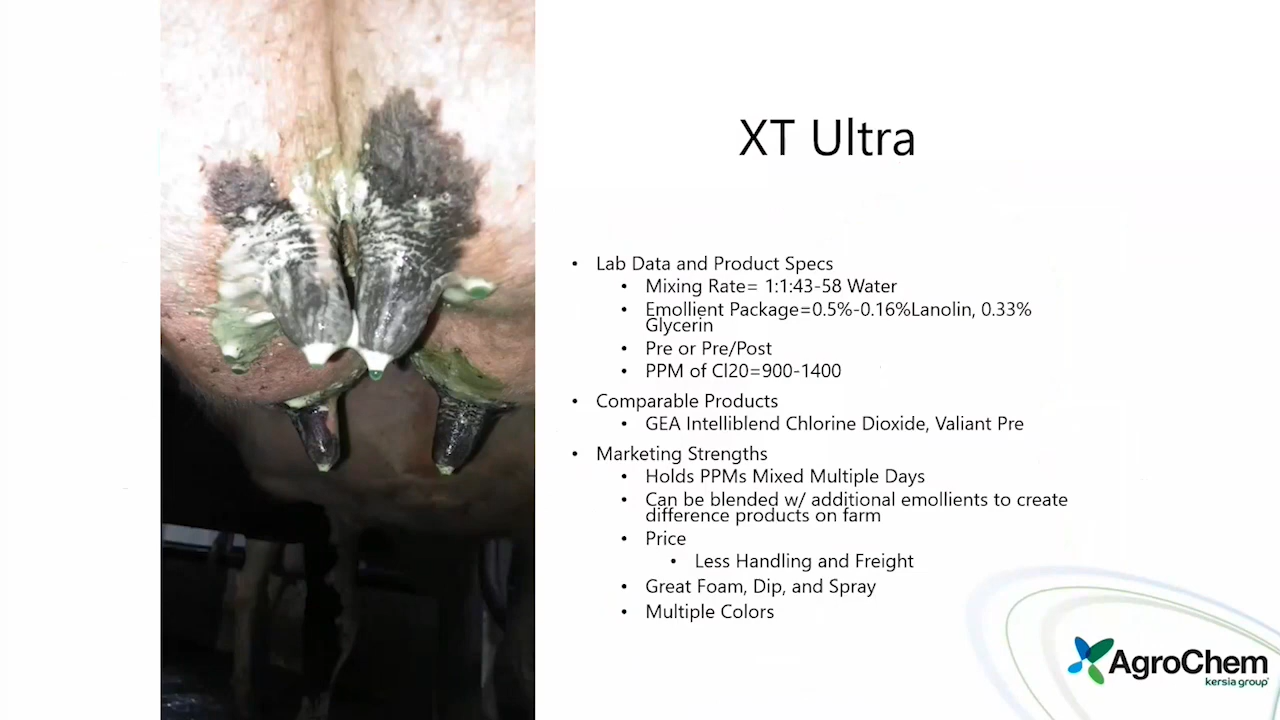 XT Ultra
• Lab Data and Product Specs
• Mixing Rate= 1:1:43-58 Water
• Emollient Package=0.5%-0.16%Lanolin, 0.33%
Glycerin
• Pre or Pre/Post
• PPM of Cl20=900-1400
• Comparable Products
• GEA Intelliblend Chlorine Dioxide, Valiant Pre
• Marketing Strengths
• Holds PPMs Mixed Multiple Days
• Can be blended w/ additional emollients to create
difference products on farm
• Price
• Less Handling and Freight
• Great Foam, Dip, and Spray
• Multiple Colors
AgroChem
kersia group